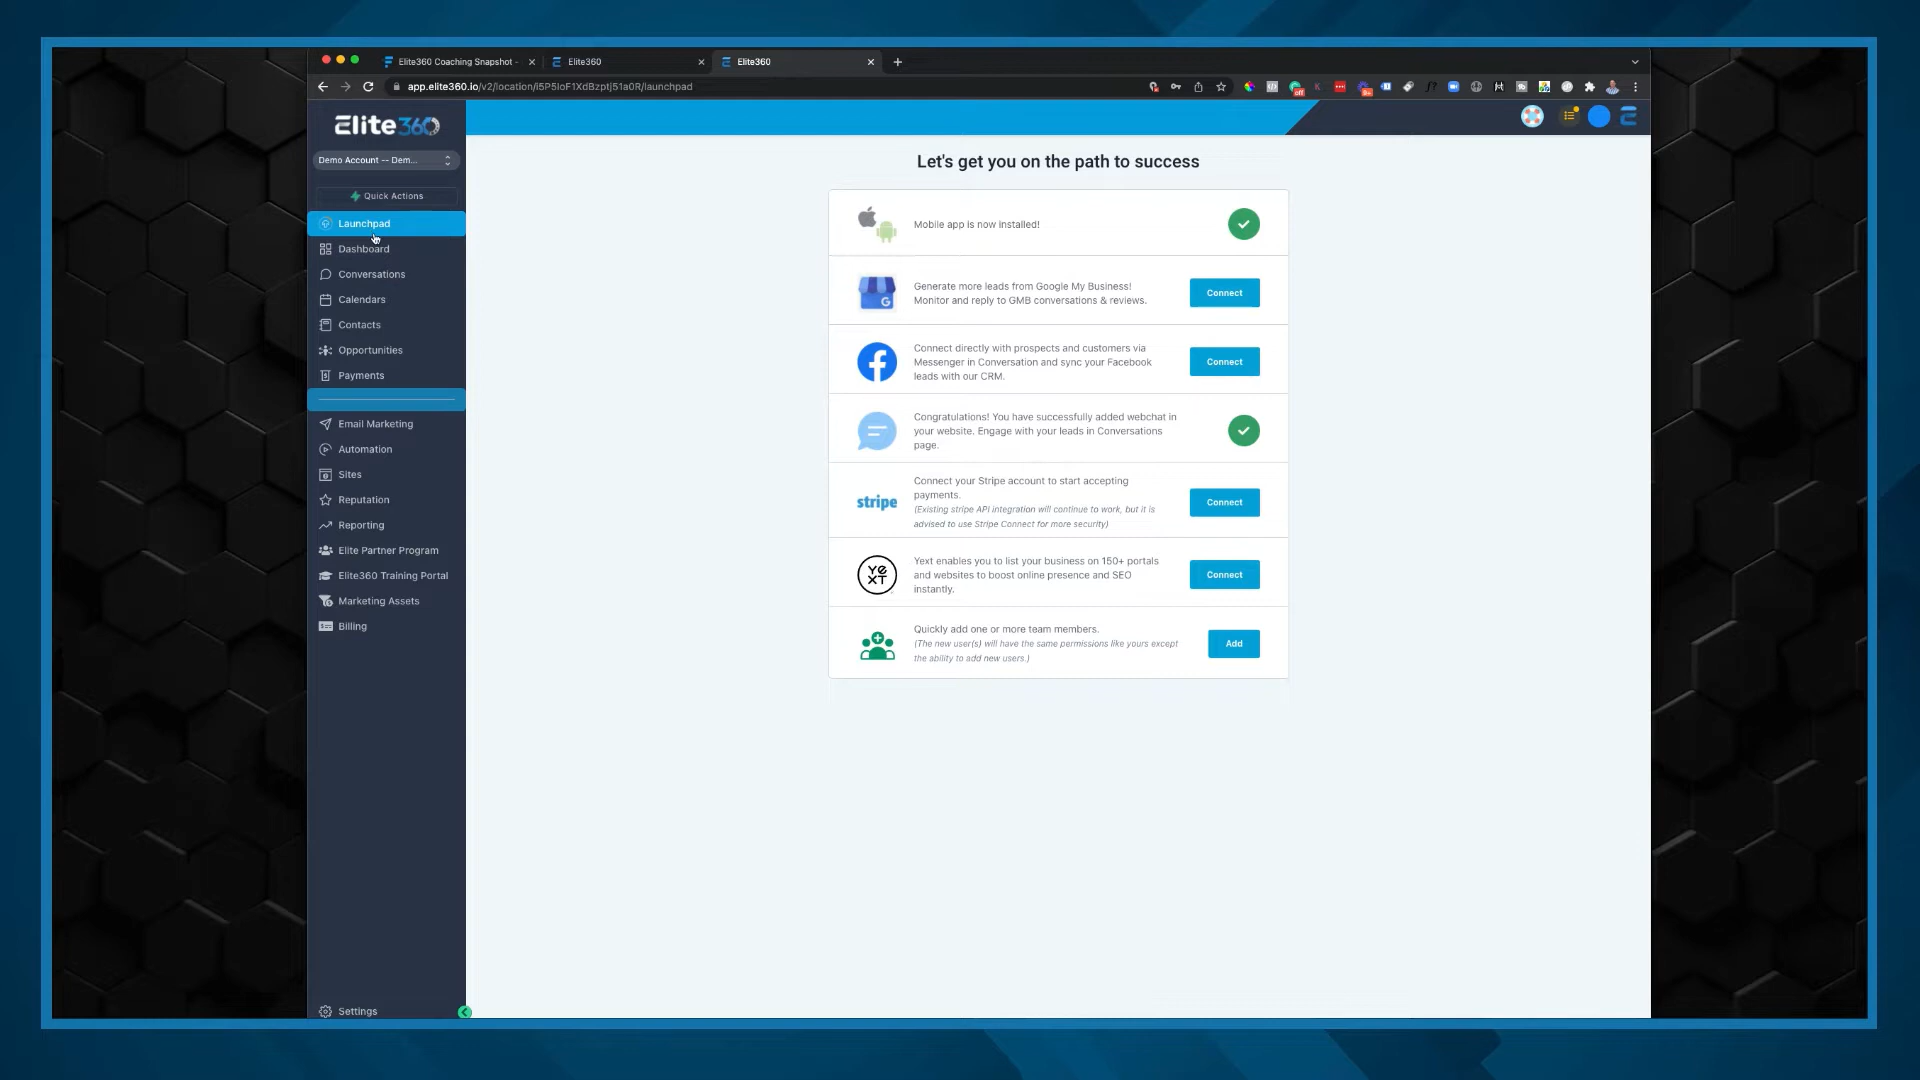 Elite360 Coaching Snapshot -
Elite360
Elite360
app.elite360.io/v2/location/i5P5IoF1XdBzptj51a0R/launchpad
Elite360
Demo Account -- Dem...
Quick Actions
Launchpad
Dashboard
Conversations
Calendars
Contacts
Opportunities
Payments
Email Marketing
Automation
Sites
Reputation
Reporting
Elite Partner Program
Elite360 Training Portal
Marketing Assets
Billing
Settings
Let's get you on the path to success
Mobile app is now installed!
G
Generate more leads from Google My Business!
Monitor and reply to GMB conversations & reviews.
Connect
Connect directly with prospects and customers via
Messenger in Conversation and sync your Facebook
leads with our CRM.
Connect
Congratulations! You have successfully added webchat in
your website. Engage with your leads in Conversations
page.
stripe
Connect your Stripe account to start accepting
payments.
(Existing stripe API integration will continue to work, but it is
advised to use Stripe Connect for more security)
Connect
YEXT
Yext enables you to list your business on 150+ portals
and websites to boost online presence and SEO
instantly.
Connect
Quickly add one or more team members.
(The new user(s) will have the same permissions like yours except
the ability to add new users.)
Add